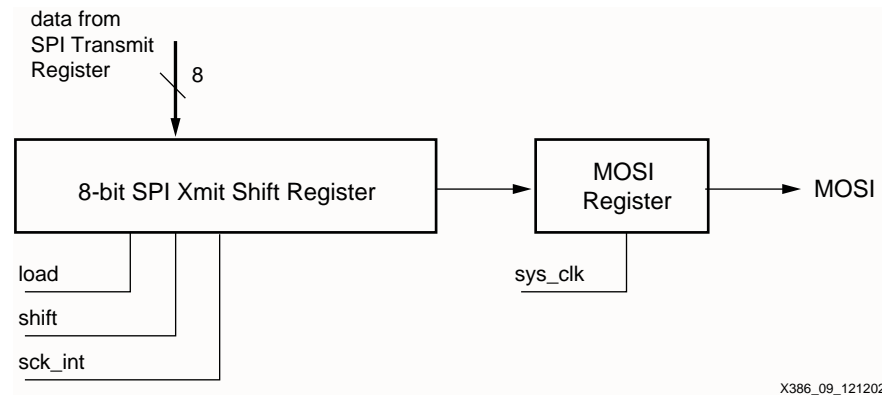 data from
SPI Transmit
Register
8
8-bit SPI Xmit Shift Register
MOSI
Register
MOSI
load
sys_clk
shift
sck_int
X386_09_121202